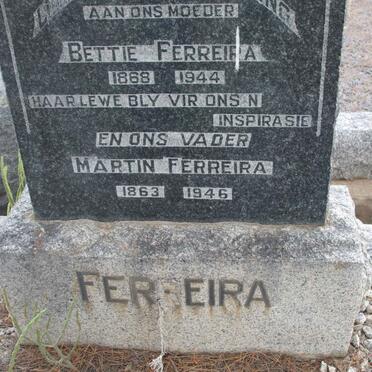 AAN ONS MOEDER
BETTIE FERREIRA
1868 1944
HAAR LEWE BLY VIR ONS N
INSPIRASIE
EN ONS VADER
MARTIN FERREIRA
1863 1946
FERREIRA